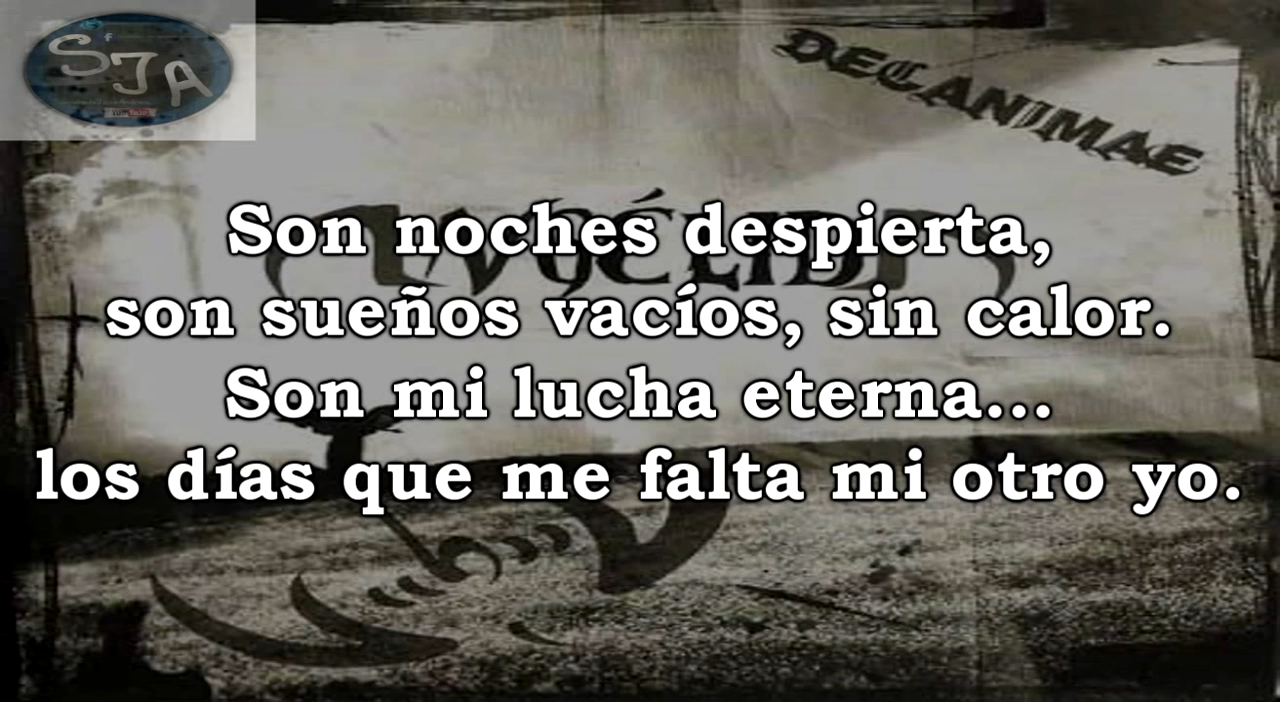 SJA
DECANIMAE
Son noches despierta,
son sueños vacíos, sin calor.
Son mi lucha eterna...
los días que me falta mi otro yo.